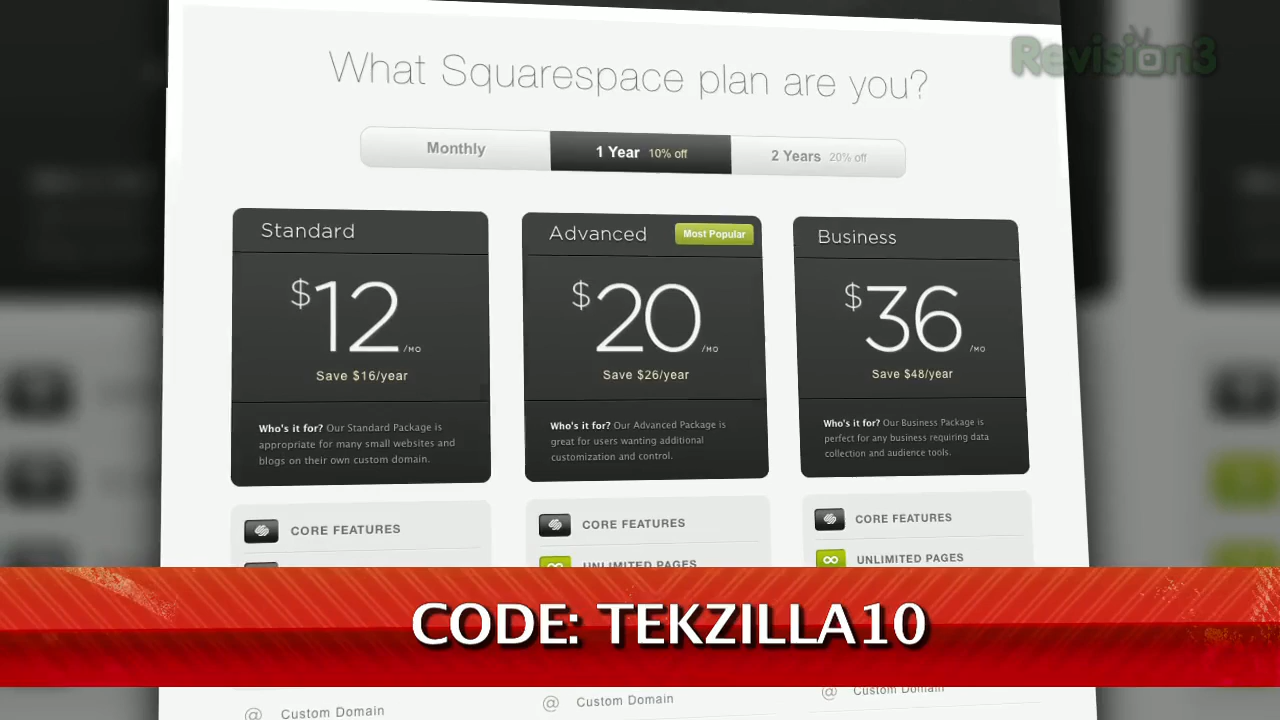 Revision3
What Squarespace plan are you?
Monthly
1 Year 10% off
2 Years 20% off
Standard
$12/MO
Save $16/year
Who's it for? Our Standard Package is
appropriate for many small websites and
blogs on their own custom domain.
CORE FEATURES
Advanced
Most Popular
$20/MO
Save $26/year
Who's it for? Our Advanced Package is
great for users wanting additional
customization and control.
CORE FEATURES
UNLIMITED PAGES
Business
$36/MO
Save $48/year
Who's it for? Our Business Package is
perfect for any business requiring data
collection and audience tools.
CORE FEATURES
UNLIMITED PAGES
CODE: TEKZILLA10
@ Custom Domain
@ Custom Domain
@ Custom Domain